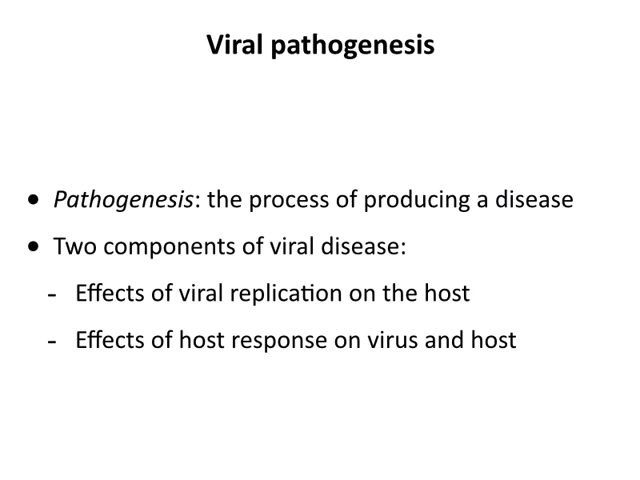 Viral pathogenesis
• Pathogenesis: the process of producing a disease
• Two components of viral disease:
- Effects of viral replication on the host
- Effects of host response on virus and host